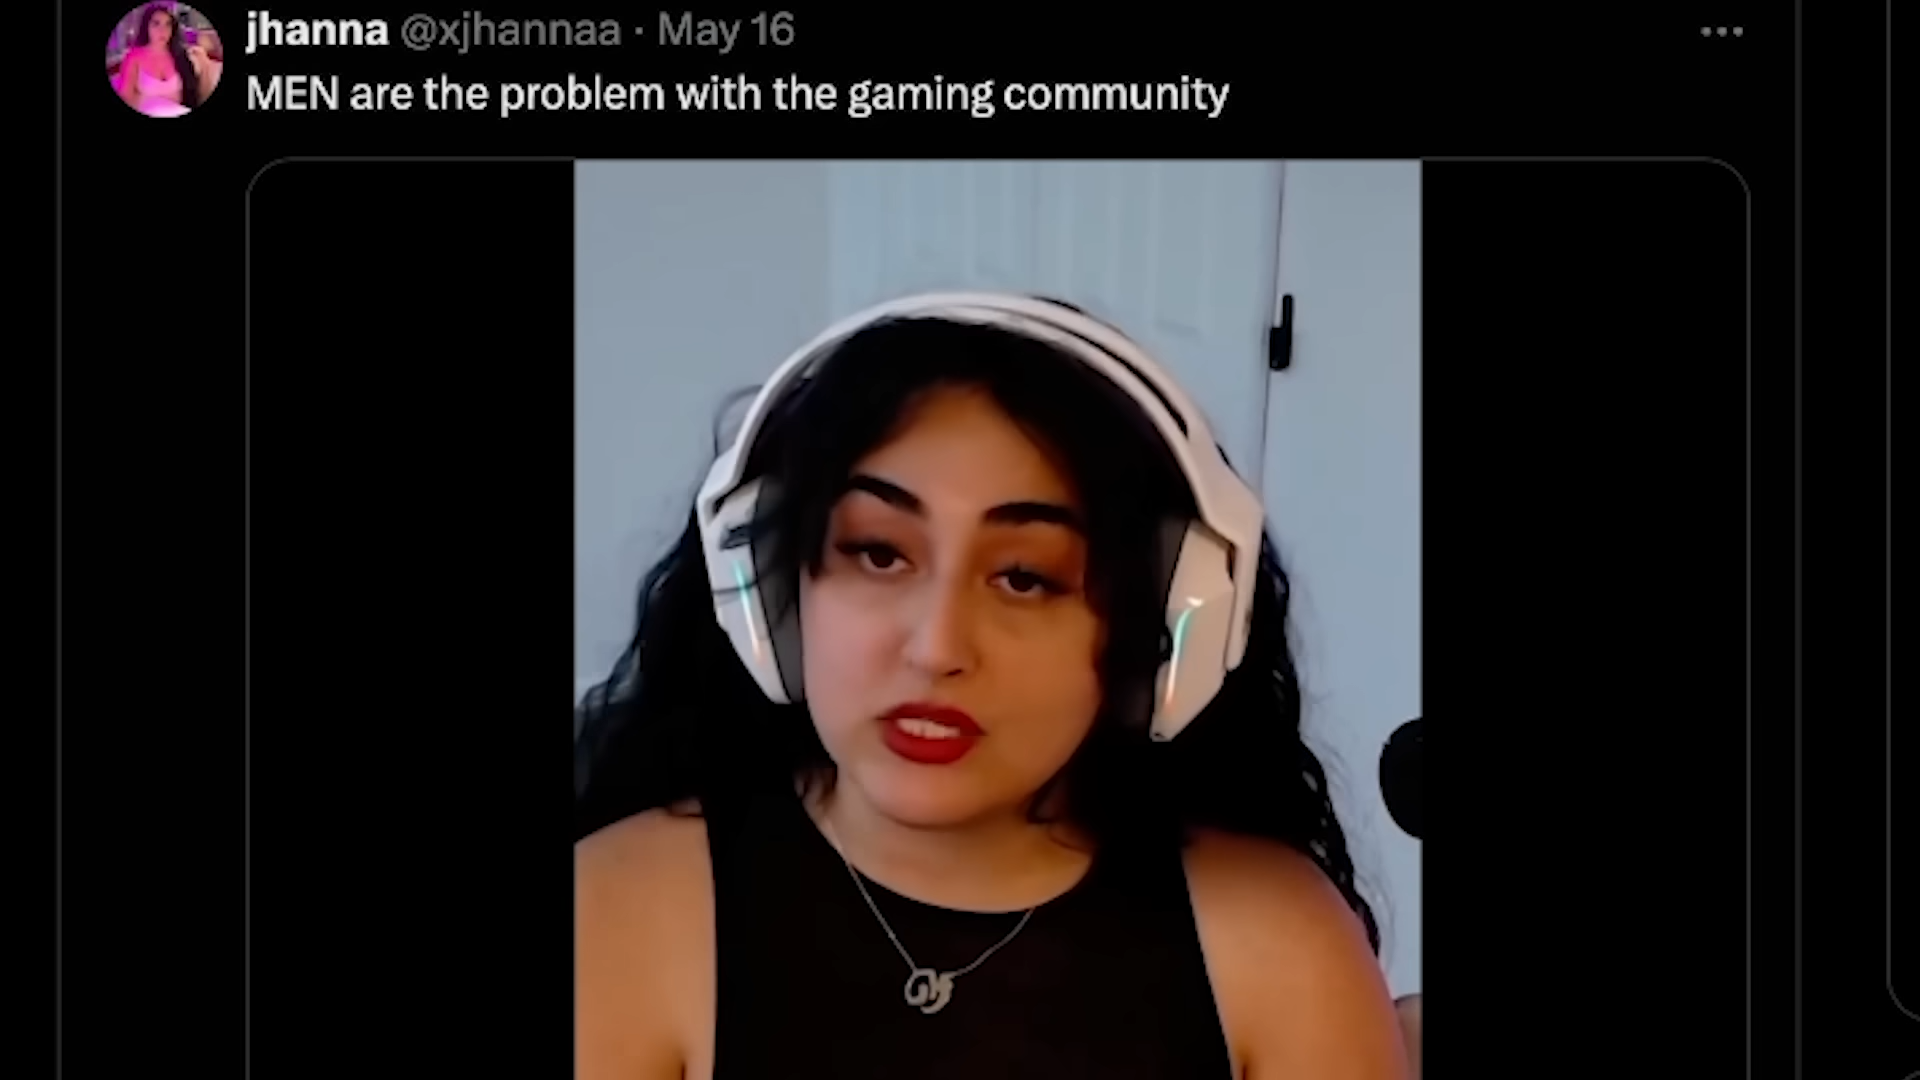 jhanna @xjhannaa · May 16
MEN are the problem with the gaming community